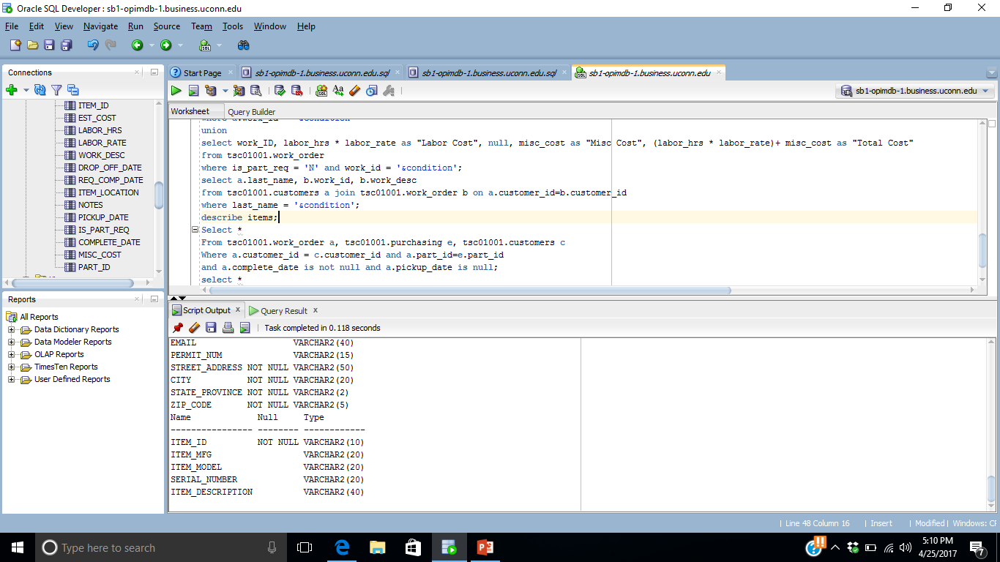 Oracle SQL Developer : sb1-opimdb-1.business.uconn.edu
File Edit View Navigate Run Source Team Tools Window Help
Connections
ITEM_ID
EST_COST
LABOR_HRS
LABOR_RATE
WORK_DESC
DROP_OFF_DATE
REQ_COMP_DATE
ITEM_LOCATION
NOTES
PICKUP_DATE
IS_PART_REQ
COMPLETE_DATE
MISC_COST
PART_ID
Reports
All Reports
Data Dictionary Reports
Data Modeler Reports
OLAP Reports
TimesTen Reports
User Defined Reports
Start Page sb1-opimdb-1.business.uconn.edu.sql sb1-opimdb-1.business.uconn.edu.sql sb1-opimdb-1.business.uconn.edu
sb1-opimdb-1.business.uconn.edu
Worksheet Query Builder
union
select work_ID, labor_hrs * labor_rate as "Labor Cost", null, misc_cost as "Misc Cost", (labor_hrs * labor_rate)+ misc_cost as "Total Cost"
from tsc01001.work_order
where is_part_req = 'N' and work_id = '&condition';
select a.last_name, b.work_id, b.work_desc
from tsc01001.customers a join tsc01001.work_order b on a.customer_id=b.customer_id
where last_name = '&condition';
describe items;
Select *
From tsc01001.work_order a, tsc01001.purchasing e, tsc01001.customers c
Where a.customer_id = c.customer_id and a.part_id=e.part_id
and a.complete_date is not null and a.pickup_date is null;
select *
Script Output x Query Result x
Task completed in 0.118 seconds
EMAIL VARCHAR2(40)
PERMIT_NUM VARCHAR2(15)
STREET_ADDRESS NOT NULL VARCHAR2(50)
CITY NOT NULL VARCHAR2(20)
STATE_PROVINCE NOT NULL VARCHAR2(2)
ZIP_CODE NOT NULL VARCHAR2(5)
Name Null Type
---------------- -------- ------------
ITEM_ID NOT NULL VARCHAR2(10)
ITEM_MFG VARCHAR2(20)
ITEM_MODEL VARCHAR2(20)
SERIAL_NUMBER VARCHAR2(20)
ITEM_DESCRIPTION VARCHAR2(40)
| Line 48 Column 16 | Insert | Modified | Windows:
Type here to search
5:10 PM
4/25/2017
7